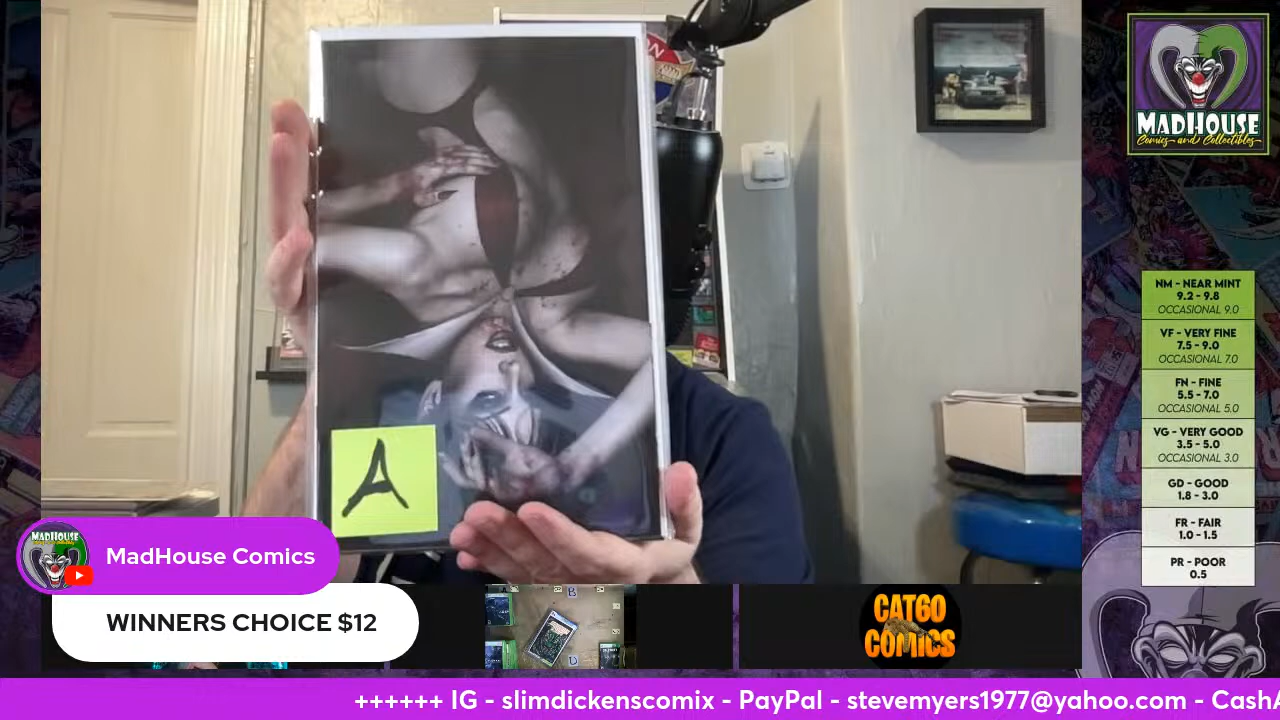 A
MADHOUSE
Comics and Collectibles
NM - NEAR MINT
9.2 - 9.8
OCCASIONAL 9.0
VF - VERY FINE
7.5 - 9.0
OCCASIONAL 7.0
FN - FINE
5.5 - 7.0
OCCASIONAL 5.0
VG - VERY GOOD
3.5 - 5.0
OCCASIONAL 3.0
GD - GOOD
1.8 - 3.0
FR - FAIR
1.0 - 1.5
PR - POOR
0.5
MADHOUSE
MadHouse Comics
WINNERS CHOICE $12
B
D
CAT60
COMICS
++++++ IG - slimdickenscomix - PayPal - stevemyers1977@yahoo.com - CashA